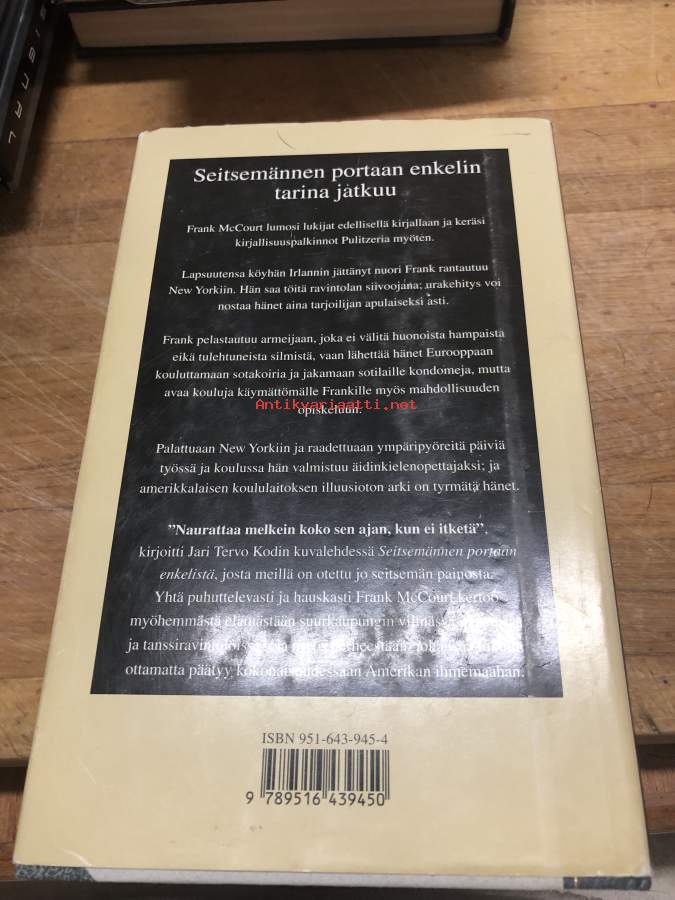 SIGNAL
Seitsemännen portaan enkelin
tarina jatkuu
Frank McCourt lumosi lukijat edellisellä kirjallaan ja keräsi
kirjallisuuspalkinnot Pulitzeria myöten.
Lapsuutensa köyhän Irlannin jättänyt nuori Frank rantautuu
New Yorkiin. Hän saa töitä ravintolan siivoojana; urakehitys voi
nostaa hänet aina tarjoilijan apulaiseksi asti.
Frank pelastautuu armeijaan, joka ei välitä huonoista hampaista
eikä tulehtuneista silmistä, vaan lähettää hänet Eurooppaan
kouluttamaan sotakoiria ja jakamaan sotilaille kondomeja, mutta
avaa kouluja käymättömälle Frankille myös mahdollisuuden
Antikvariaatti.net
opiskeluun.
Palattuaan New Yorkiin ja raadettuaan ympäripyöreitä päiviä
työssä ja koulussa hän valmistuu äidinkielenopettajaksi; ja
amerikkalaisen koululaitoksen illuusioton arki on tyrmätä hänet.
”Naurattaa melkein koko sen ajan, kun ei itketä”,
kirjoitti Jari Tervo Kodin kuvalehdessä Seitsemännen portaan
enkelistä, josta meillä on otettu jo seitsemän painosta.
Yhtä puhuttelevasti ja hauskasti Frank McCourt kertoo
myöhemmästä elämästään suurkaupungin vilinässä
ja
ottamatta päätyy kokonaisuudessaan Amerikan ihmemaahan.
ISBN 951-643-945-4
9 789516 439450